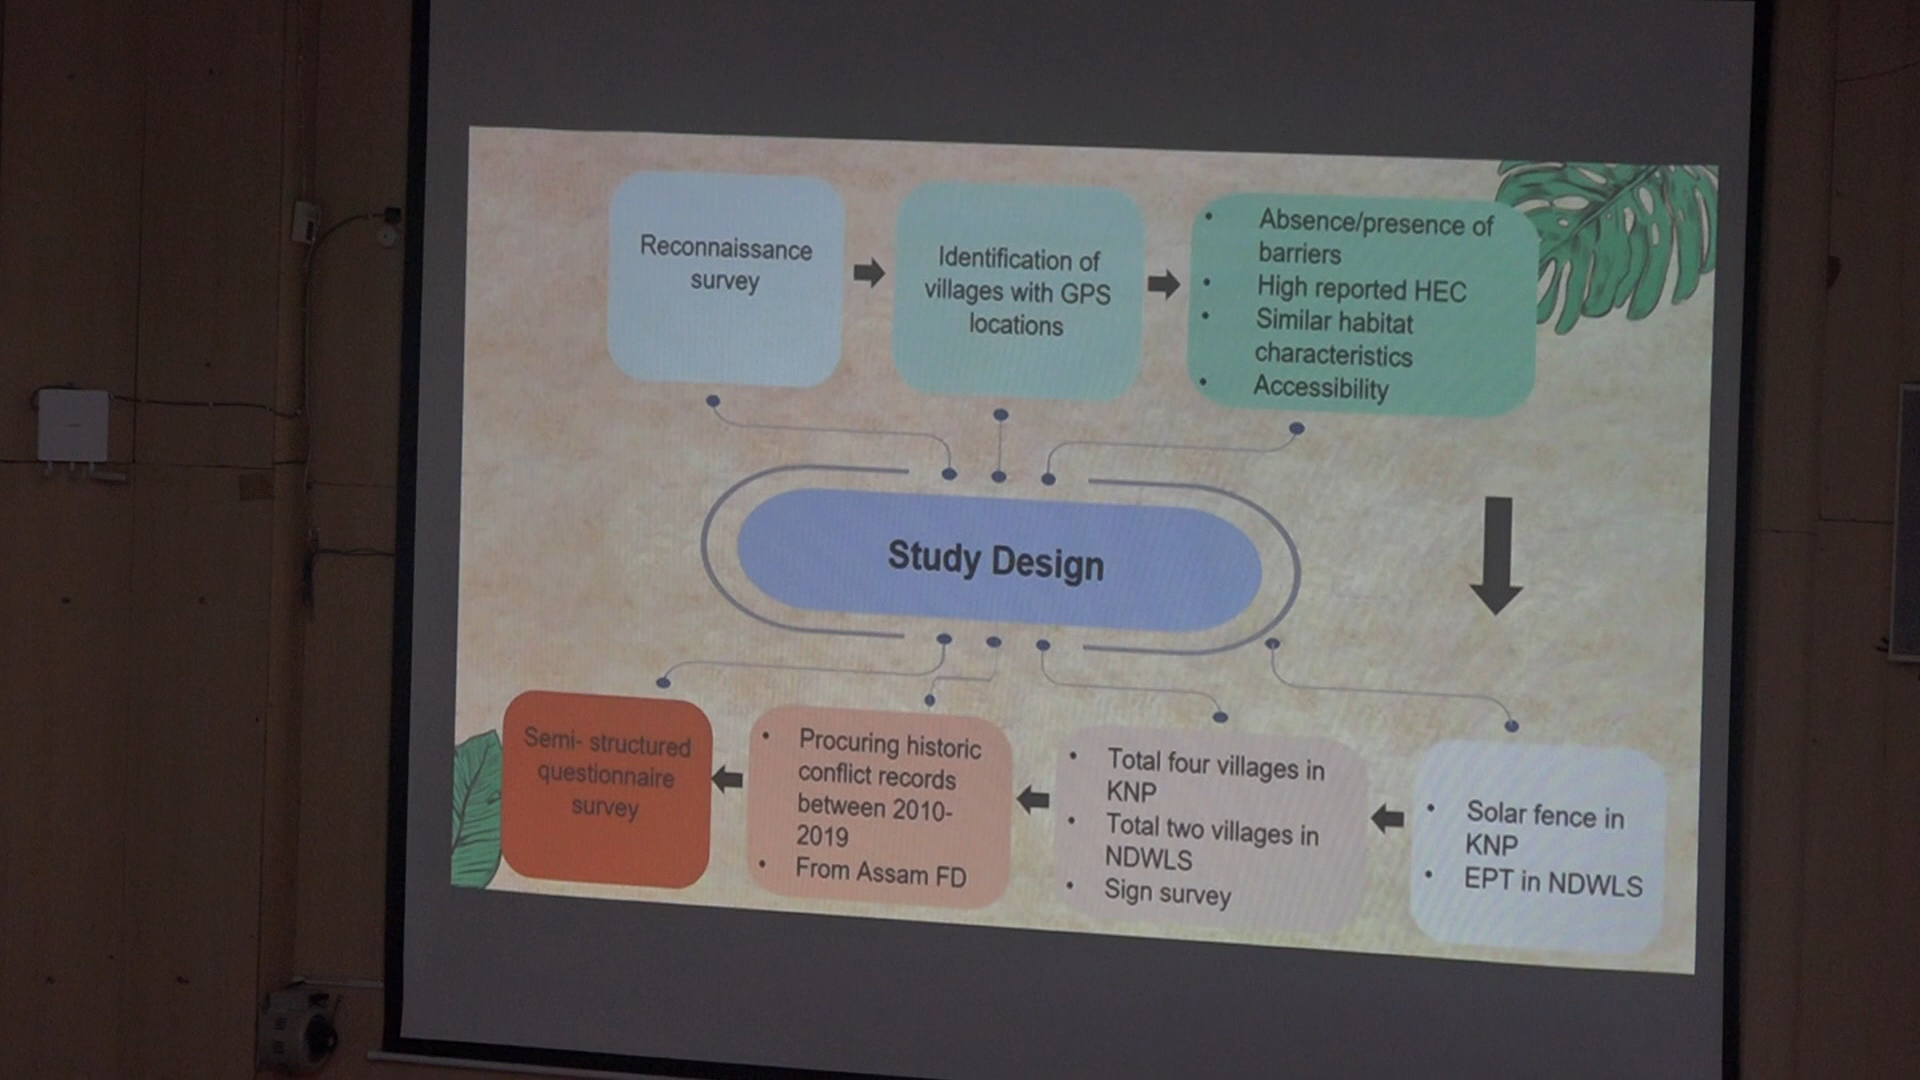 Reconnaissance
survey
Identification of
villages with GPS
locations
• Absence/presence of
barriers
• High reported HEC
• Similar habitat
characteristics
• Accessibility
Study Design
Semi- structured
questionnaire
survey
• Procuring historic
conflict records
between 2010-
2019
• From Assam FD
• Total four villages in
KNP
• Total two villages in
NDWLS
• Sign survey
• Solar fence in
KNP
• EPT in NDWLS